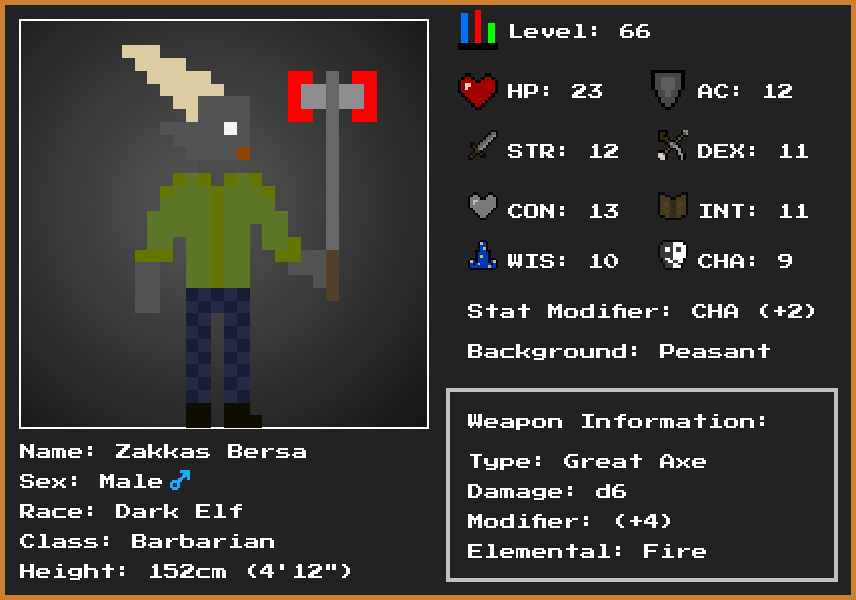 Level: 66
HP: 23
AC: 12
STR: 12
DEX: 11
CON: 13
INT: 11
WIS: 10
CHA: 9
Stat Modifier: CHA (+2)
Background: Peasant
Weapon Information:
Type: Great Axe
Damage: d6
Modifier: (+4)
Elemental: Fire
Name: Zakkas Bersa
Sex: Male♂
Race: Dark Elf
Class: Barbarian
Height: 152cm (4'12")